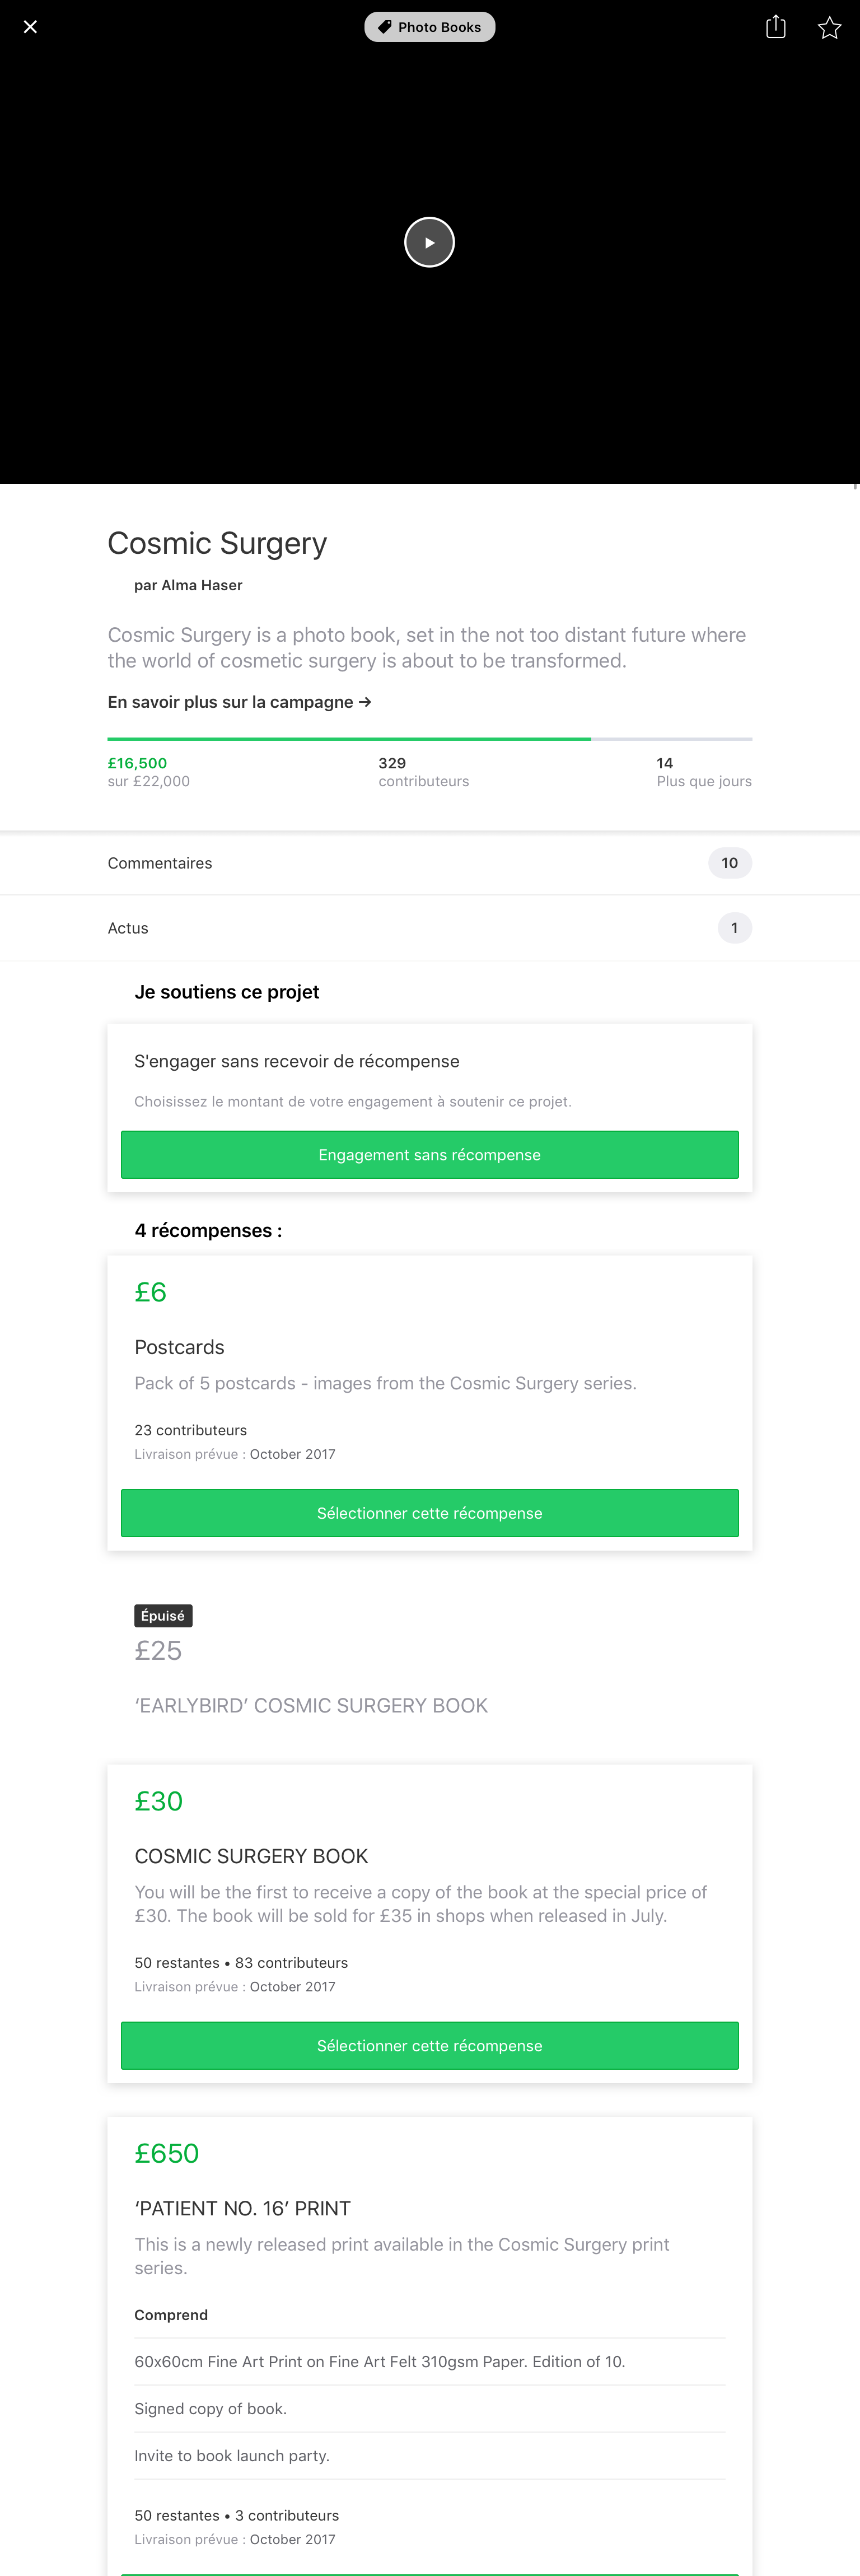 Photo Books
Cosmic Surgery
par Alma Haser
Cosmic Surgery is a photo book, set in the not too distant future where
the world of cosmetic surgery is about to be transformed.
En savoir plus sur la campagne →
£16,500
sur £22,000
329
contributeurs
14
Plus que jours
Commentaires
10
Actus
1
Je soutiens ce projet
S'engager sans recevoir de récompense
Choisissez le montant de votre engagement à soutenir ce projet.
Engagement sans récompense
4 récompenses :
£6
Postcards
Pack of 5 postcards - images from the Cosmic Surgery series.
23 contributeurs
Livraison prévue : October 2017
Sélectionner cette récompense
Épuisé
£25
‘EARLYBIRD’ COSMIC SURGERY BOOK
£30
COSMIC SURGERY BOOK
You will be the first to receive a copy of the book at the special price of
£30. The book will be sold for £35 in shops when released in July.
50 restantes • 83 contributeurs
Livraison prévue : October 2017
Sélectionner cette récompense
£650
‘PATIENT NO. 16’ PRINT
This is a newly released print available in the Cosmic Surgery print
series.
Comprend
60x60cm Fine Art Print on Fine Art Felt 310gsm Paper. Edition of 10.
Signed copy of book.
Invite to book launch party.
50 restantes • 3 contributeurs
Livraison prévue : October 2017